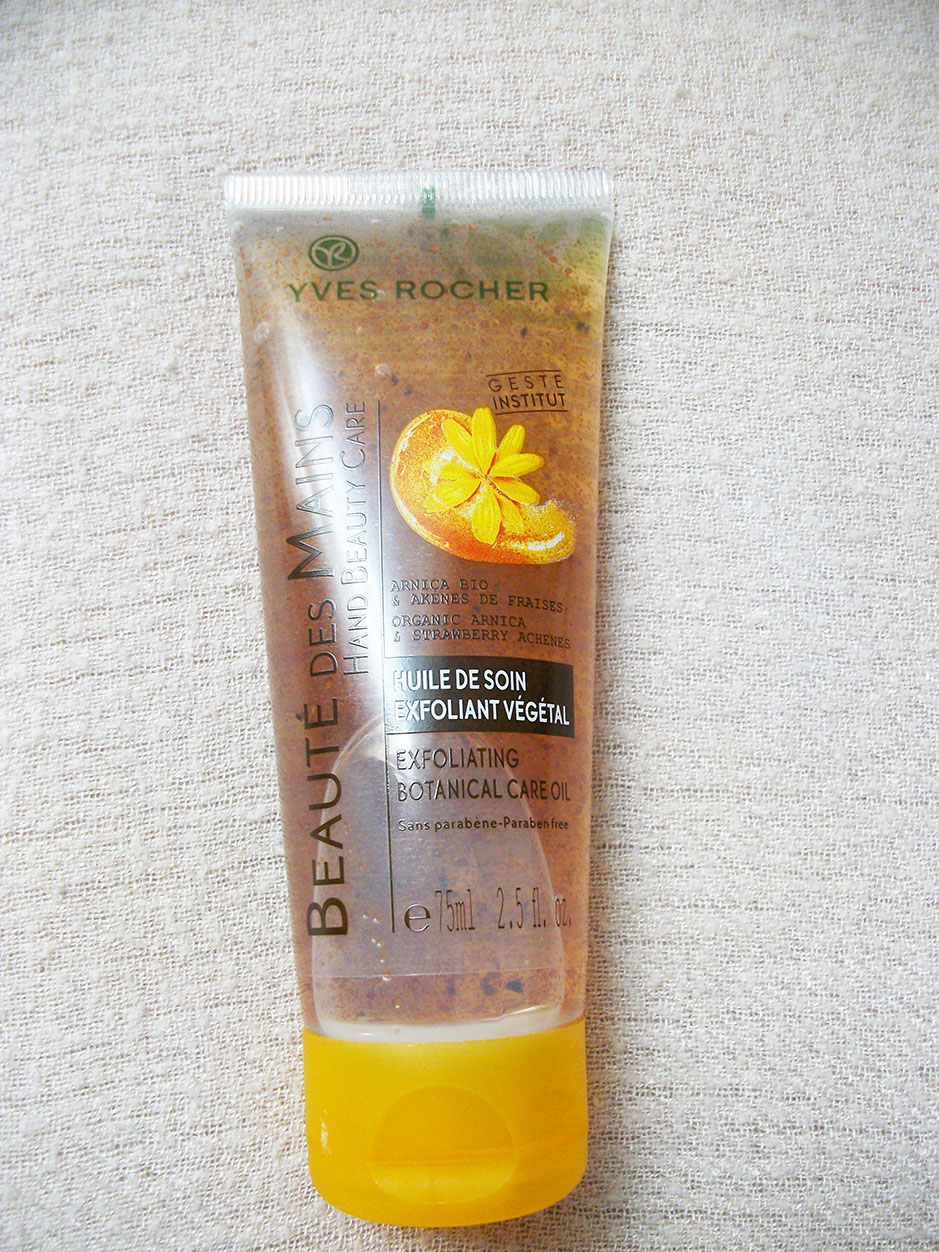 YR
YVES ROCHER
GESTE
INSTITUT
BEAUTÉ DES MAINS
HAND BEAUTY CARE
ARNICA BIO
& AKENES DE FRAISES
ORGANIC ARNICA
& STRAWBERRY ACHENES
HUILE DE SOIN
EXFOLIANT VÉGÉTAL
EXFOLIATING
BOTANICAL CARE OIL
Sans parabène-Paraben free
e 75ml 2.5 fl. oz.